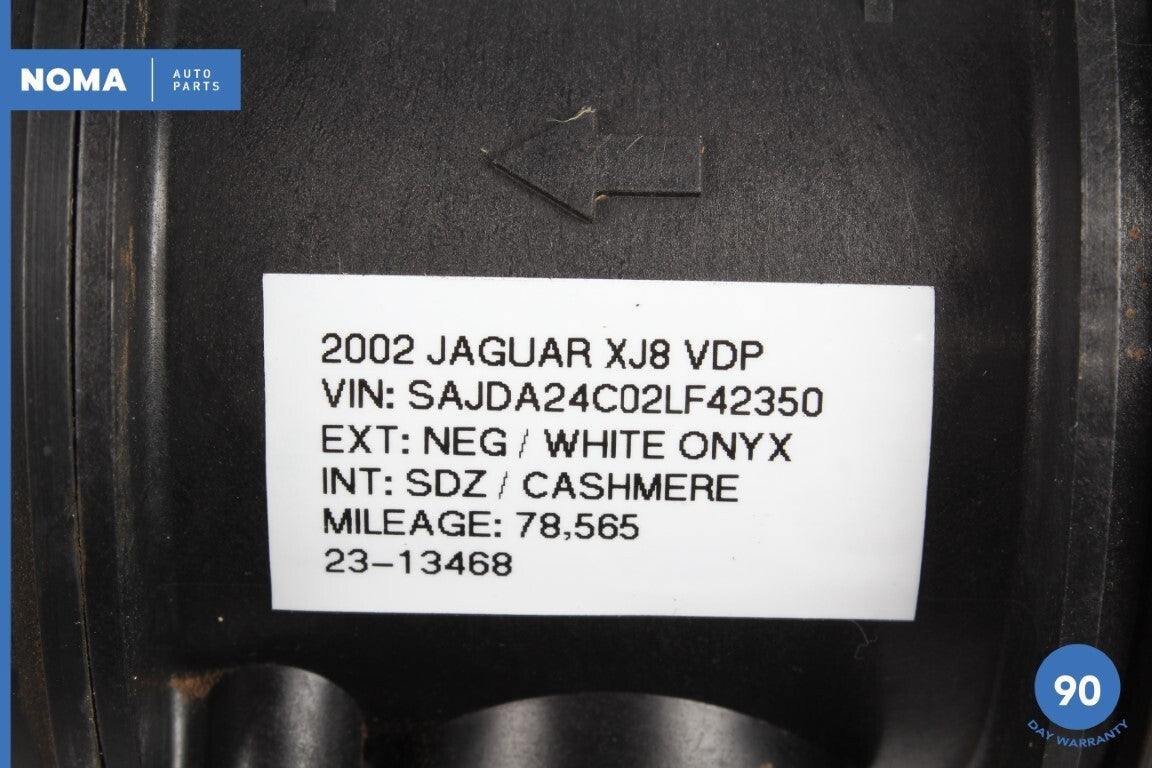 NOMA AUTO PARTS
2002 JAGUAR XJ8 VDP
VIN: SAJDA24C02LF42350
EXT: NEG / WHITE ONYX
INT: SDZ / CASHMERE
MILEAGE: 78,565
23-13468
90
DAY WARRANTY